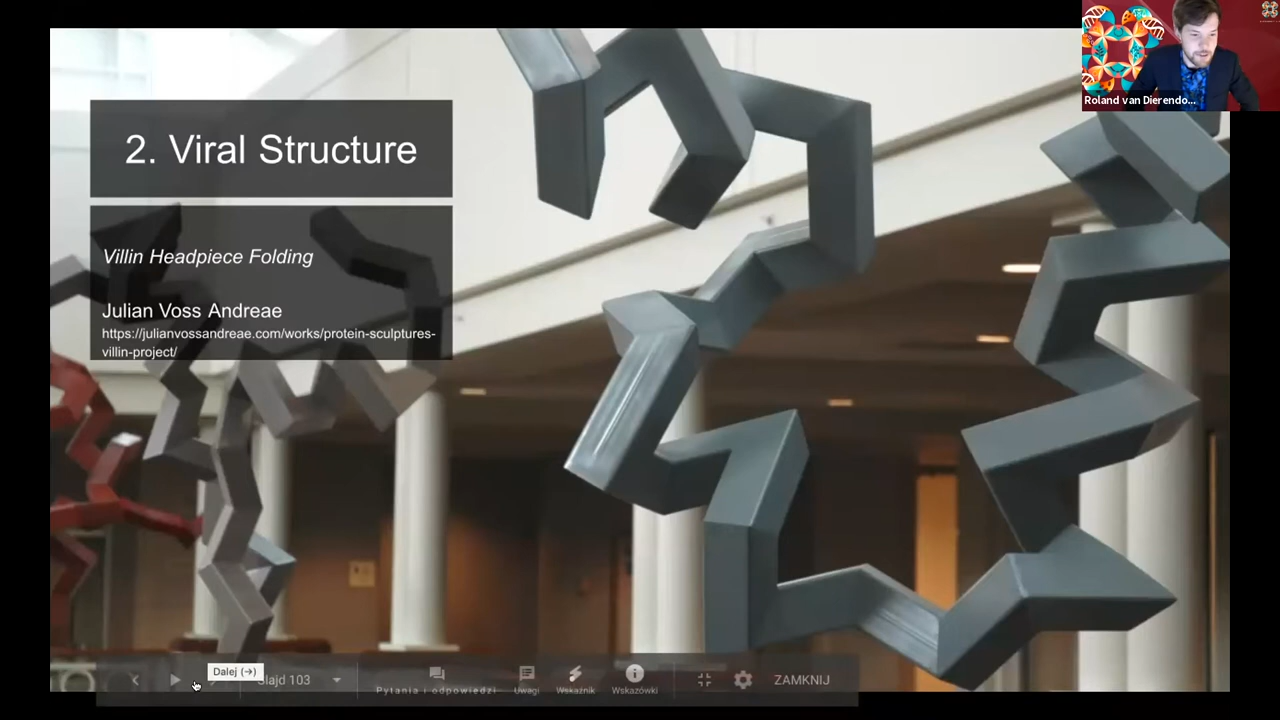 2. Viral Structure
Villin Headpiece Folding
Julian Voss Andreae
https://julianvossandreae.com/works/protein-sculptures-
villin-project/
Roland van Dierendo...
Dalej (→)
Slajd 103
Pytania i odpowiedzi
Uwagi
Wskaźnik
Wskazówki
ZAMKNIJ